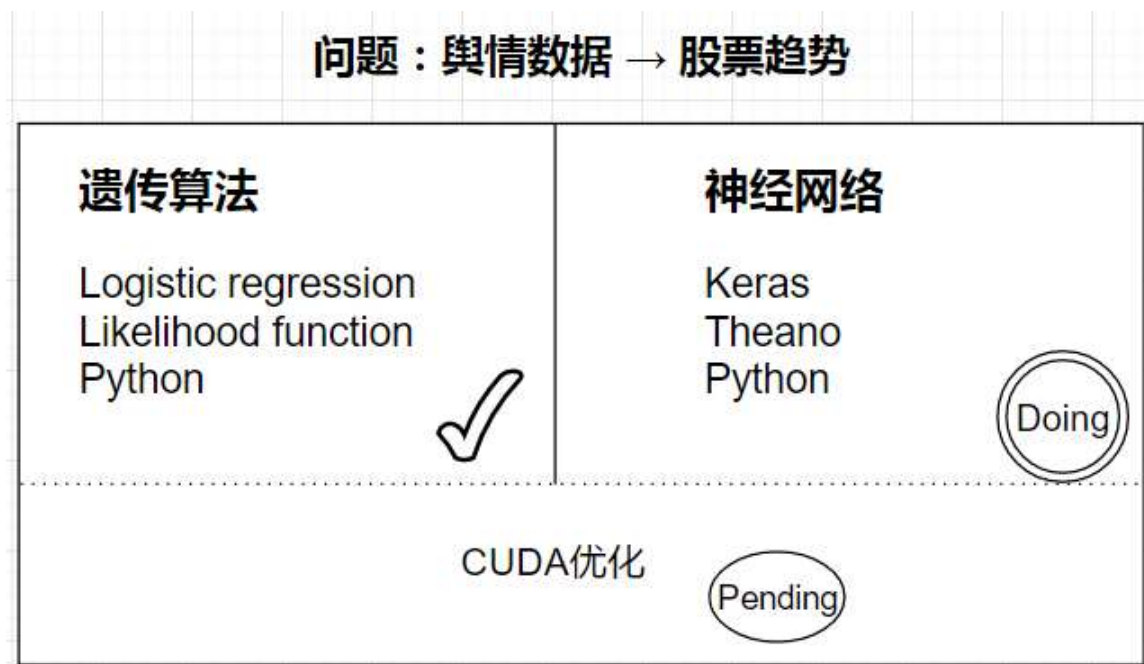 问题：舆情数据 → 股票趋势
遗传算法
Logistic regression
Likelihood function
Python
神经网络
Keras
Theano
Python
Doing
CUDA优化
Pending